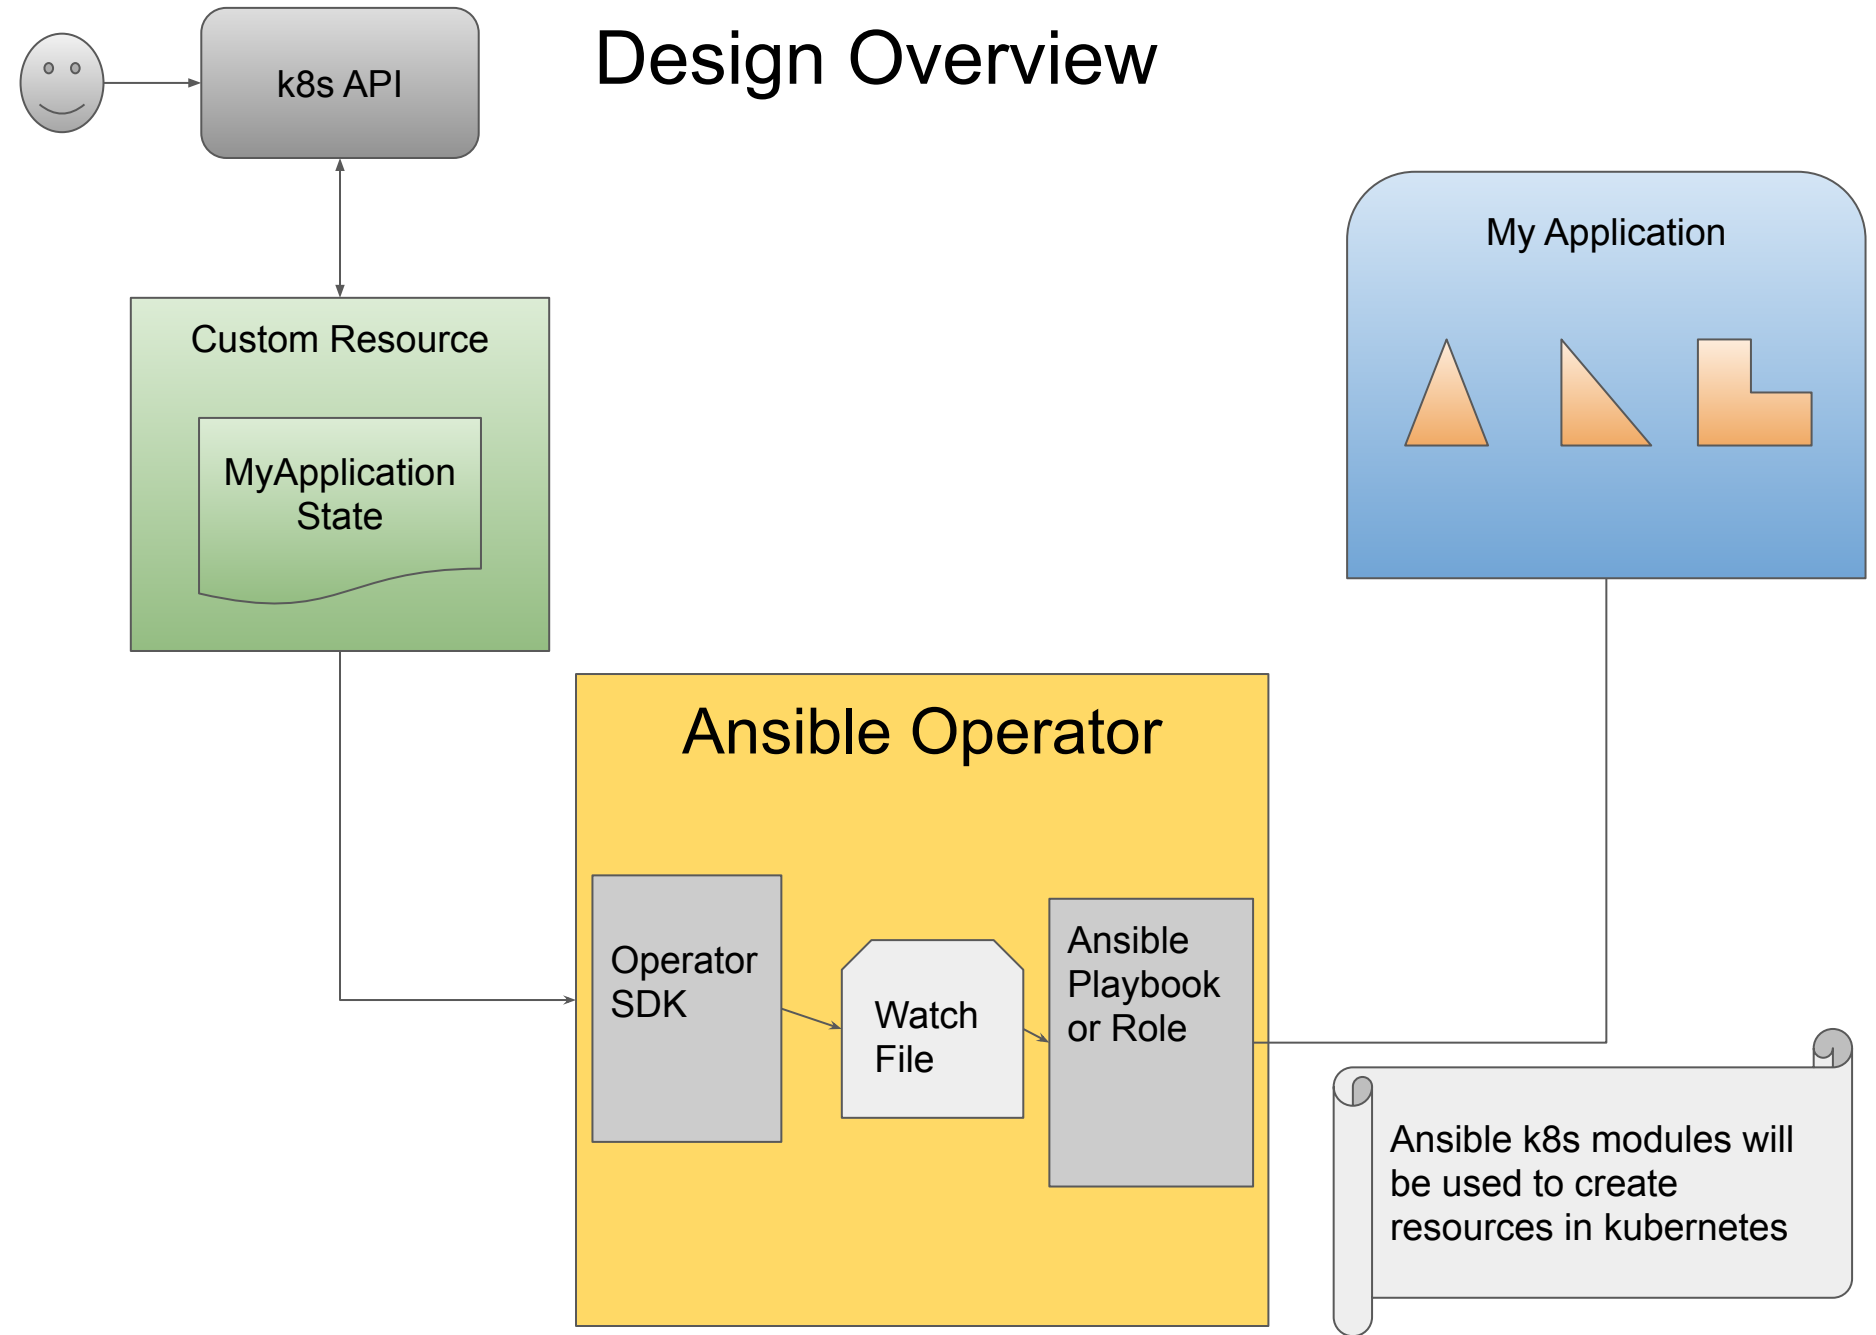 Design Overview
k8s API
My Application
Custom Resource
MyApplication
State
Ansible Operator
Operator
SDK
Watch
File
Ansible
Playbook
or Role
Ansible k8s modules will
be used to create
resources in kubernetes